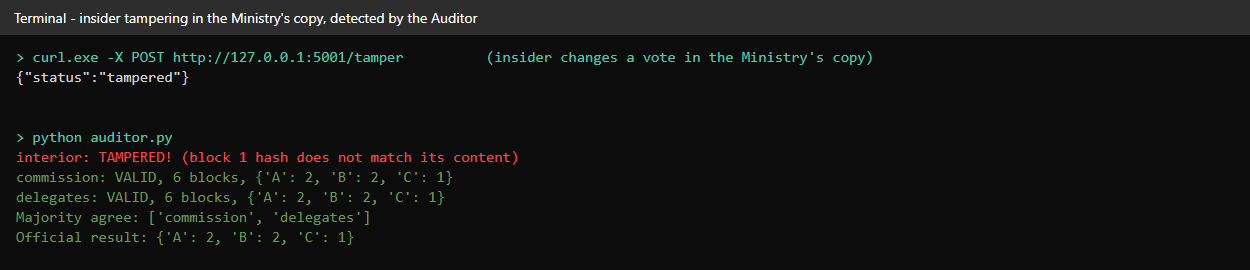 Terminal - insider tampering in the Ministry's copy, detected by the Auditor
> curl.exe -X POST http://127.0.0.1:5001/tamper (insider changes a vote in the Ministry's copy)
{"status":"tampered"}
> python auditor.py
interior: TAMPERED! (block 1 hash does not match its content)
commission: VALID, 6 blocks, {'A': 2, 'B': 2, 'C': 1}
delegates: VALID, 6 blocks, {'A': 2, 'B': 2, 'C': 1}
Majority agree: ['commission', 'delegates']
Official result: {'A': 2, 'B': 2, 'C': 1}